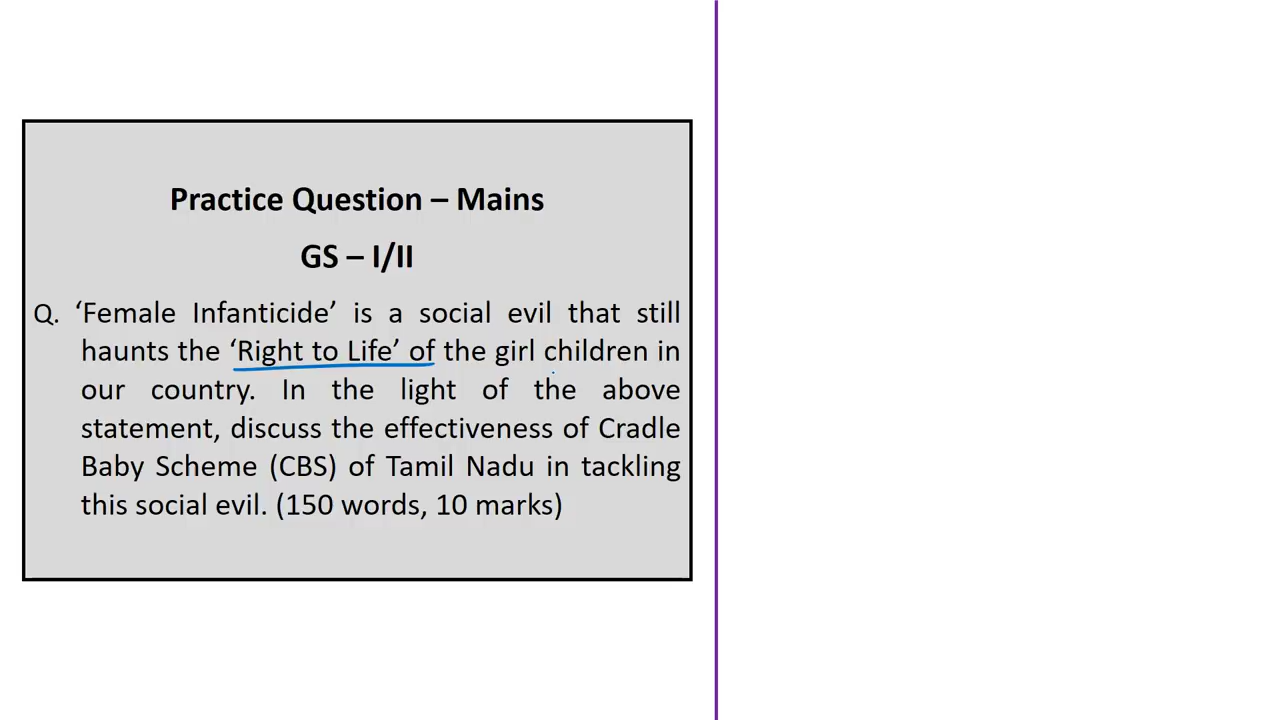 Practice Question – Mains
GS – I/II
Q. ‘Female Infanticide’ is a social evil that still
haunts the ‘Right to Life’ of the girl children in
our country. In the light of the above
statement, discuss the effectiveness of Cradle
Baby Scheme (CBS) of Tamil Nadu in tackling
this social evil. (150 words, 10 marks)